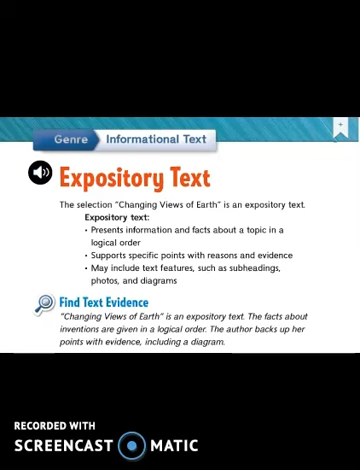 Genre Informational Text
Expository Text
The selection "Changing Views of Earth" is an expository text.
Expository text:
• Presents information and facts about a topic in a
logical order
• Supports specific points with reasons and evidence
• May include text features, such as subheadings,
photos, and diagrams
Find Text Evidence
"Changing Views of Earth" is an expository text. The facts about
inventions are given in a logical order. The author backs up her
points with evidence, including a diagram.
RECORDED WITH
SCREENCAST MATIC